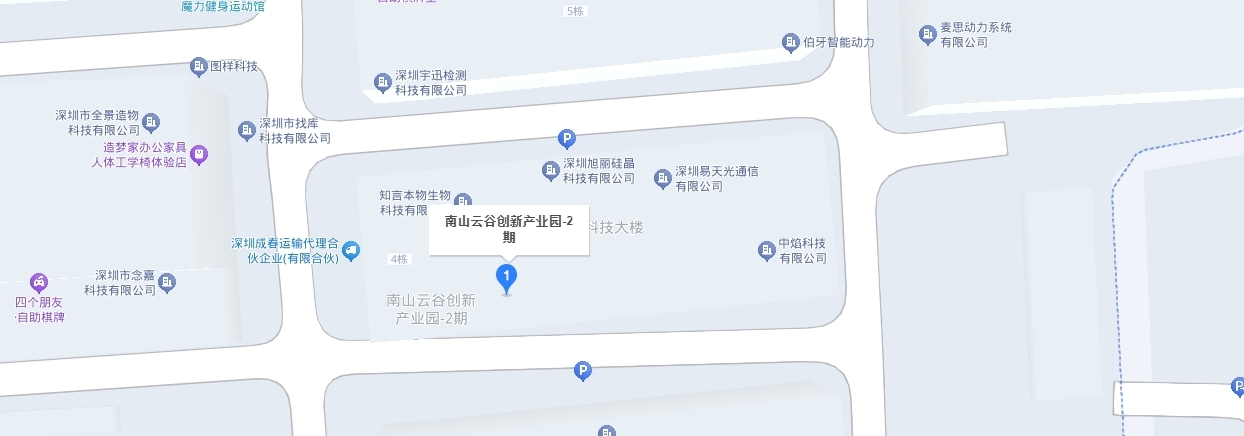 魔力健身运动馆
5栋
麦思动力系统
有限公司
伯牙智能动力
图样科技
深圳宇迅检测
科技有限公司
深圳市全景造物
科技有限公司
深圳市找库
科技有限公司
造梦家办公家具
人体工学椅体验店
P
深圳旭丽硅晶
科技有限公司
深圳易天光通信
有限公司
知言本物生物
科技有限
南山云谷创新产业园-2
期
科技大楼
深圳成春运输代理合
伙企业(有限合伙)
中焰科技
有限公司
4栋
1
深圳市念嘉
科技有限公司
四个朋友
·自助棋牌
南山云谷创新
产业园-2期
P
P